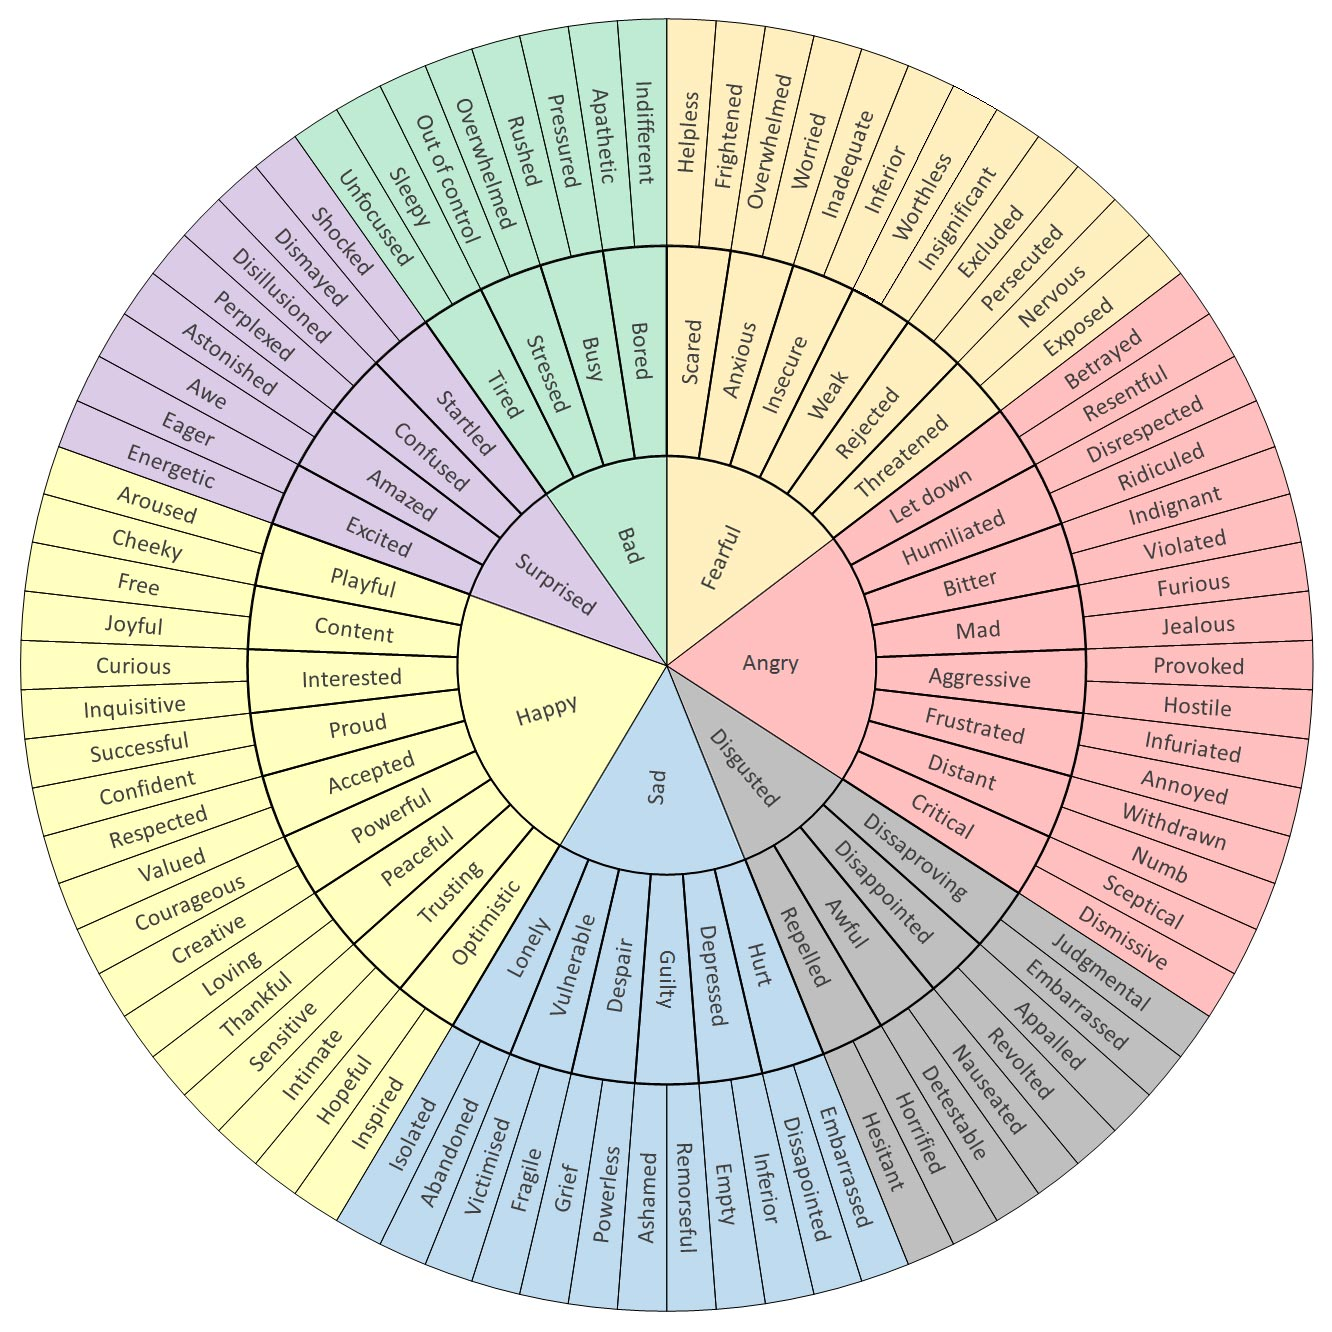 Fearful
Angry
Disgusted
Sad
Happy
Surprised
Bad
Scared
Anxious
Insecure
Weak
Rejected
Threatened
Let down
Humiliated
Bitter
Mad
Aggressive
Frustrated
Distant
Critical
Dissaproving
Disappointed
Awful
Repelled
Hurt
Depressed
Guilty
Despair
Vulnerable
Lonely
Optimistic
Trusting
Peaceful
Powerful
Accepted
Proud
Interested
Content
Playful
Excited
Amazed
Confused
Startled
Tired
Stressed
Busy
Bored
Helpless
Frightened
Overwhelmed
Worried
Inadequate
Inferior
Worthless
Insignificant
Excluded
Persecuted
Nervous
Exposed
Betrayed
Resentful
Disrespected
Ridiculed
Indignant
Violated
Furious
Jealous
Provoked
Hostile
Infuriated
Annoyed
Withdrawn
Numb
Sceptical
Dismissive
Judgmental
Embarrassed
Appalled
Revolted
Nauseated
Detestable
Horrified
Hesitant
Embarrassed
Dissapointed
Inferior
Empty
Remorseful
Ashamed
Powerless
Grief
Fragile
Victimised
Abandoned
Isolated
Inspired
Hopeful
Intimate
Sensitive
Thankful
Loving
Creative
Courageous
Valued
Respected
Confident
Successful
Inquisitive
Curious
Joyful
Free
Cheeky
Aroused
Energetic
Eager
Awe
Astonished
Perplexed
Disillusioned
Dismayed
Shocked
Unfocussed
Sleepy
Out of control
Overwhelmed
Rushed
Pressured
Apathetic
Indifferent